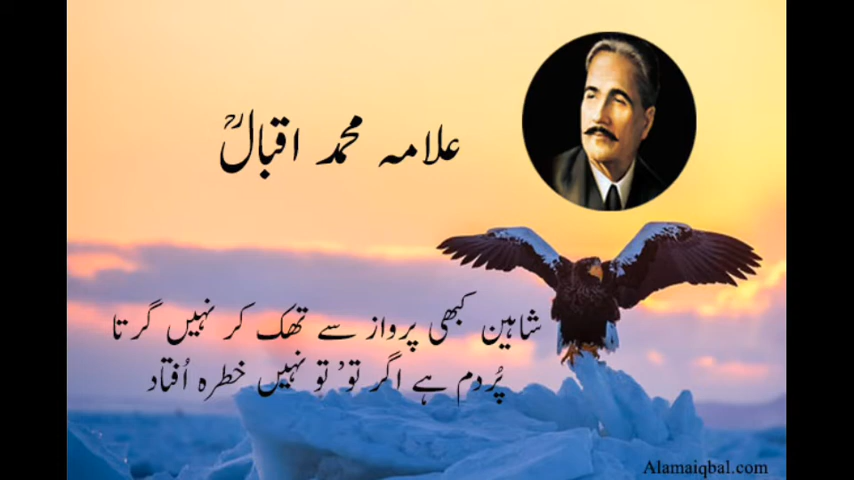 علامہ محمد اقبالؒ
شاہین کبھی پرواز سے تھک کر نہیں گرتا
پُر دم ہے اگر تو ُ تو نہیں خطرہ اُفتاد
Alamaiqbal.com